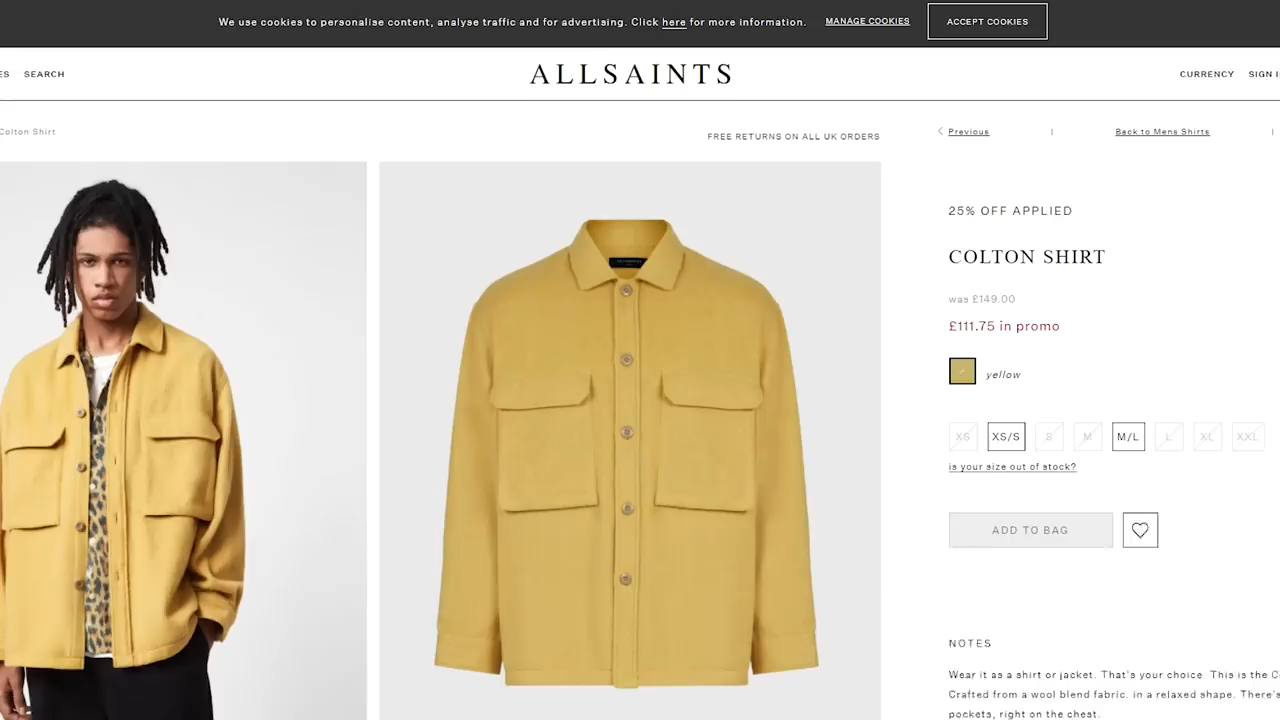 We use cookies to personalise content, analyse traffic and for advertising. Click here for more information.
MANAGE COOKIES
ACCEPT COOKIES
SEARCH
ALLSAINTS
CURRENCY
SIGN
Colton Shirt
FREE RETURNS ON ALL UK ORDERS
Previous
|
Back to Mens Shirts
|
25% OFF APPLIED
COLTON SHIRT
was £149.00
£111.75 in promo
yellow
XS XS/S S M M/L L XL XXL
is your size out of stock?
ADD TO BAG
NOTES
Wear it as a shirt or jacket. That's your choice. This is the
Crafted from a wool blend fabric. in a relaxed shape. There's
pockets, right on the chest.